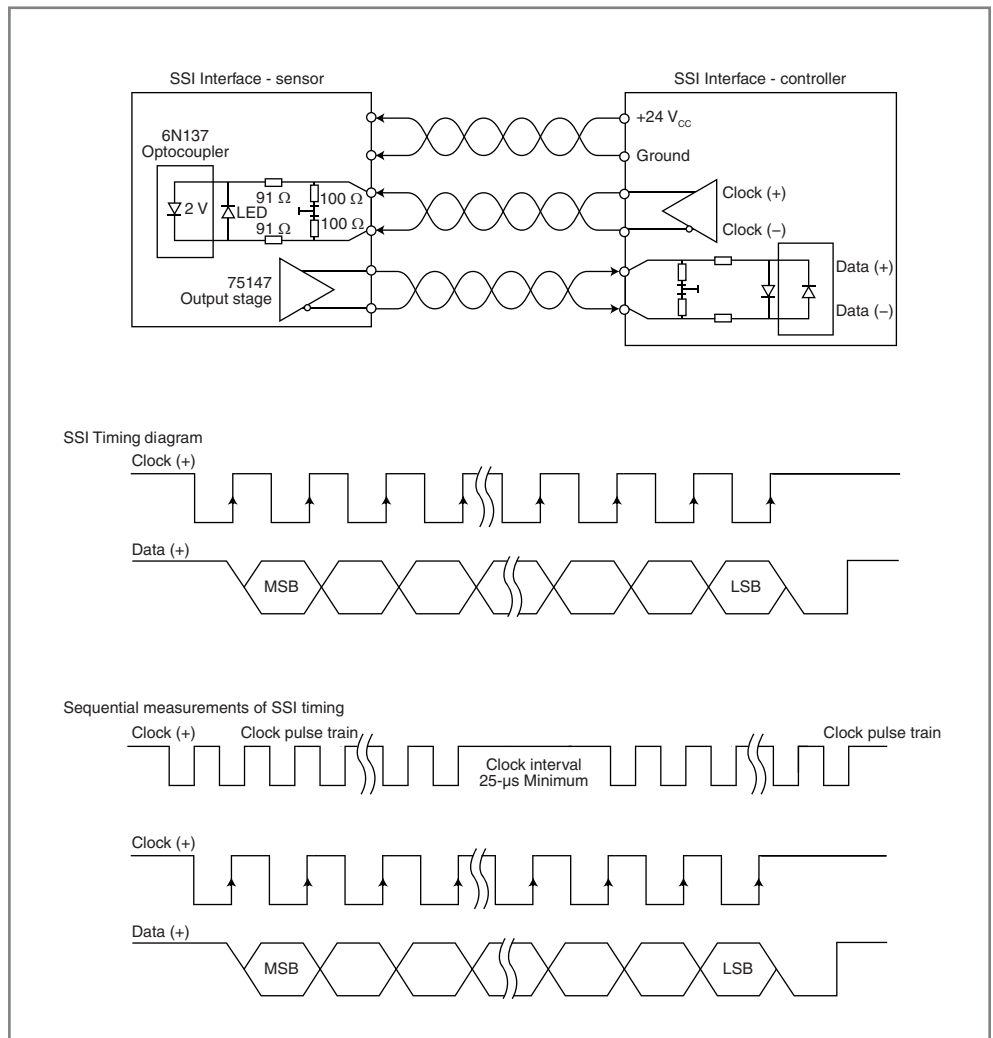 SSI Interface - sensor
SSI Interface - controller
6N137
Optocoupler
2 V
LED
91 Ω
91 Ω
100 Ω
100 Ω
75147
Output stage
+24 VCC
Ground
Clock (+)
Clock (−)
Data (+)
Data (−)
SSI Timing diagram
Clock (+)
Data (+)
MSB
LSB
Sequential measurements of SSI timing
Clock (+)
Clock pulse train
Clock interval
25-µs Minimum
Clock pulse train
Clock (+)
Data (+)
MSB
LSB